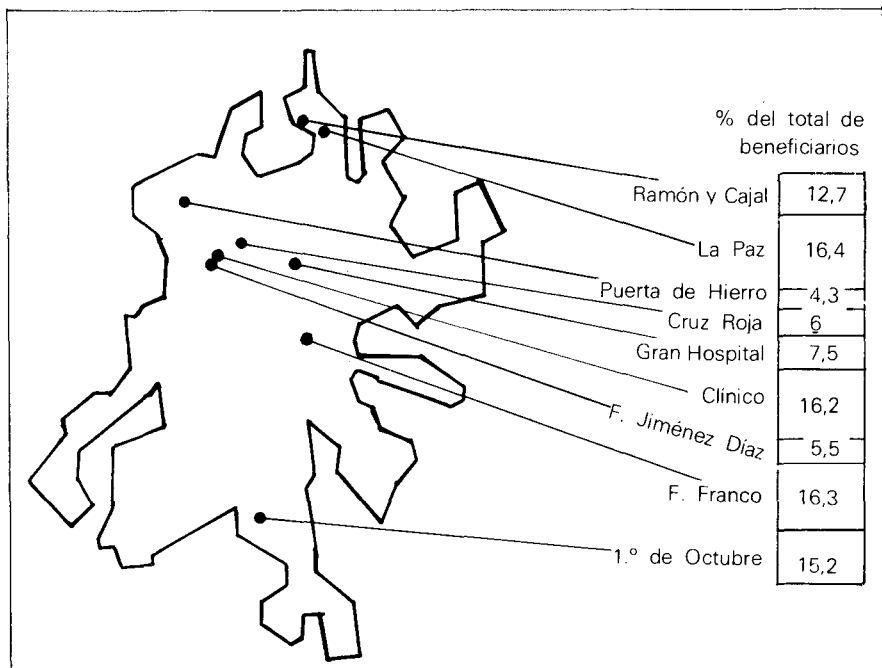 % del total de
beneficiarios
Ramón y Cajal 12,7
La Paz 16,4
Puerta de Hierro 4,3
Cruz Roja 6
Gran Hospital 7,5
Clínico 16,2
F. Jiménez Díaz 5,5
F. Franco 16,3
1.º de Octubre 15,2